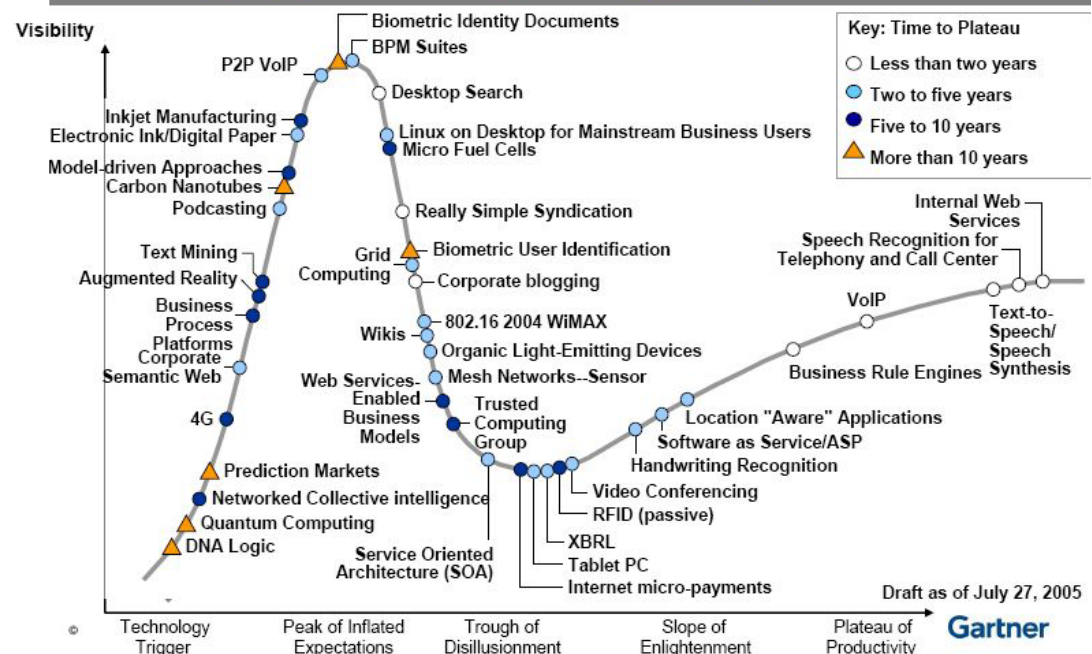 Visibility
Biometric Identity Documents
BPM Suites
P2P VoIP
Desktop Search
Inkjet Manufacturing
Electronic Ink/Digital Paper
Linux on Desktop for Mainstream Business Users
Micro Fuel Cells
Model-driven Approaches
Carbon Nanotubes
Podcasting
Really Simple Syndication
Text Mining
Augmented Reality
Business
Process
Platforms
Corporate
Semantic Web
Biometric User Identification
Grid
Computing
Corporate blogging
802.16 2004 WiMAX
Wikis
Organic Light-Emitting Devices
Mesh Networks--Sensor
Web Services-
Enabled
Business
Models
Trusted
Computing
Group
4G
Prediction Markets
Networked Collective intelligence
Quantum Computing
DNA Logic
Service Oriented
Architecture (SOA)
Video Conferencing
RFID (passive)
XBRL
Tablet PC
Internet micro-payments
Location "Aware" Applications
Software as Service/ASP
Handwriting Recognition
Business Rule Engines
VoIP
Internal Web
Services
Speech Recognition for
Telephony and Call Center
Text-to-
Speech/
Speech
Synthesis
Key: Time to Plateau
Less than two years
Two to five years
Five to 10 years
More than 10 years
Draft as of July 27, 2005
©
Technology
Trigger
Peak of Inflated
Expectations
Trough of
Disillusionment
Slope of
Enlightenment
Plateau of
Productivity
Gartner